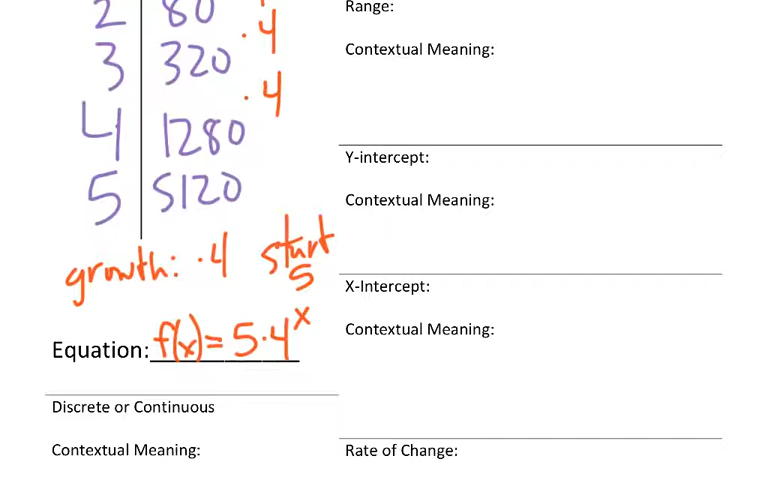 2 80
· 4
3 320
· 4
4 1280
5 5120
growth: · 4 start
5
Equation: f(x) = 5 · 4^x
Discrete or Continuous
Contextual Meaning:
Range:
Contextual Meaning:
Y-intercept:
Contextual Meaning:
X-Intercept:
Contextual Meaning:
Rate of Change: